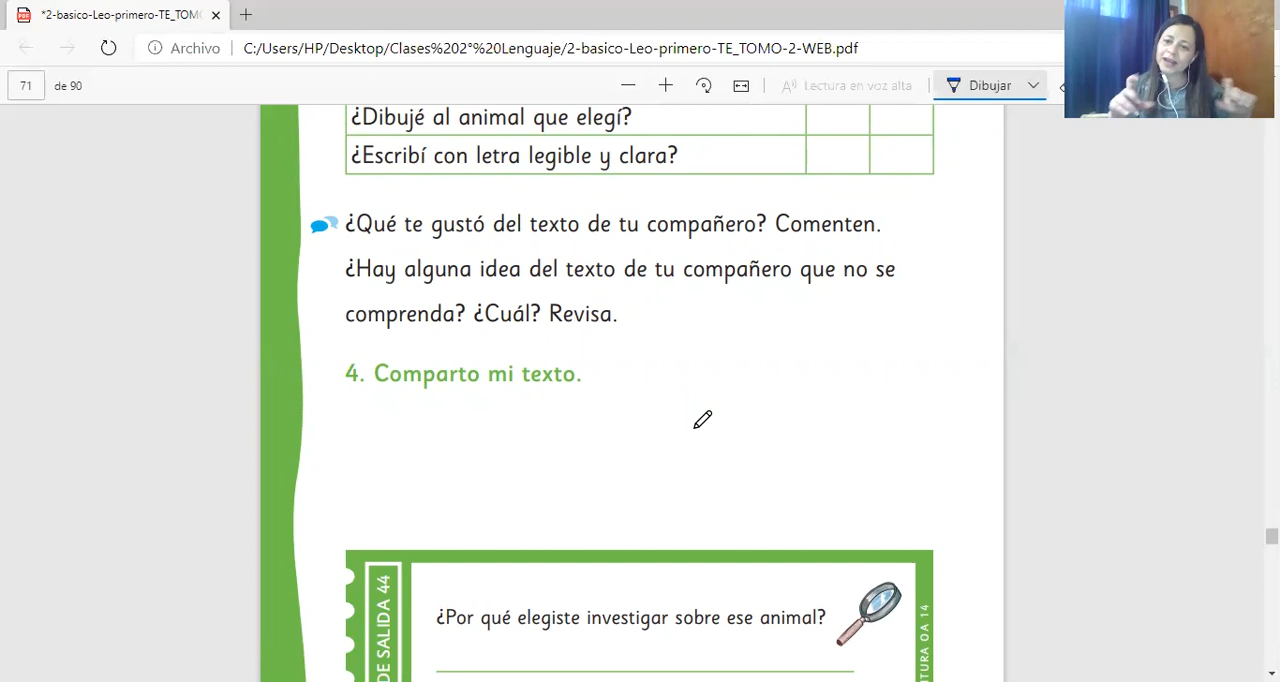 *2-basico-Leo-primero-TE_TOMO
Archivo
C:/Users/HP/Desktop/Clases%202°%20Lenguaje/2-basico-Leo-primero-TE_TOMO-2-WEB.pdf
71
de 90
Lectura en voz alta
Dibujar
¿Dibujé al animal que elegí?
¿Escribí con letra legible y clara?
¿Qué te gustó del texto de tu compañero? Comenten.
¿Hay alguna idea del texto de tu compañero que no se
comprenda? ¿Cuál? Revisa.
4. Comparto mi texto.
DE SALIDA 44
¿Por qué elegiste investigar sobre ese animal?
OA 14